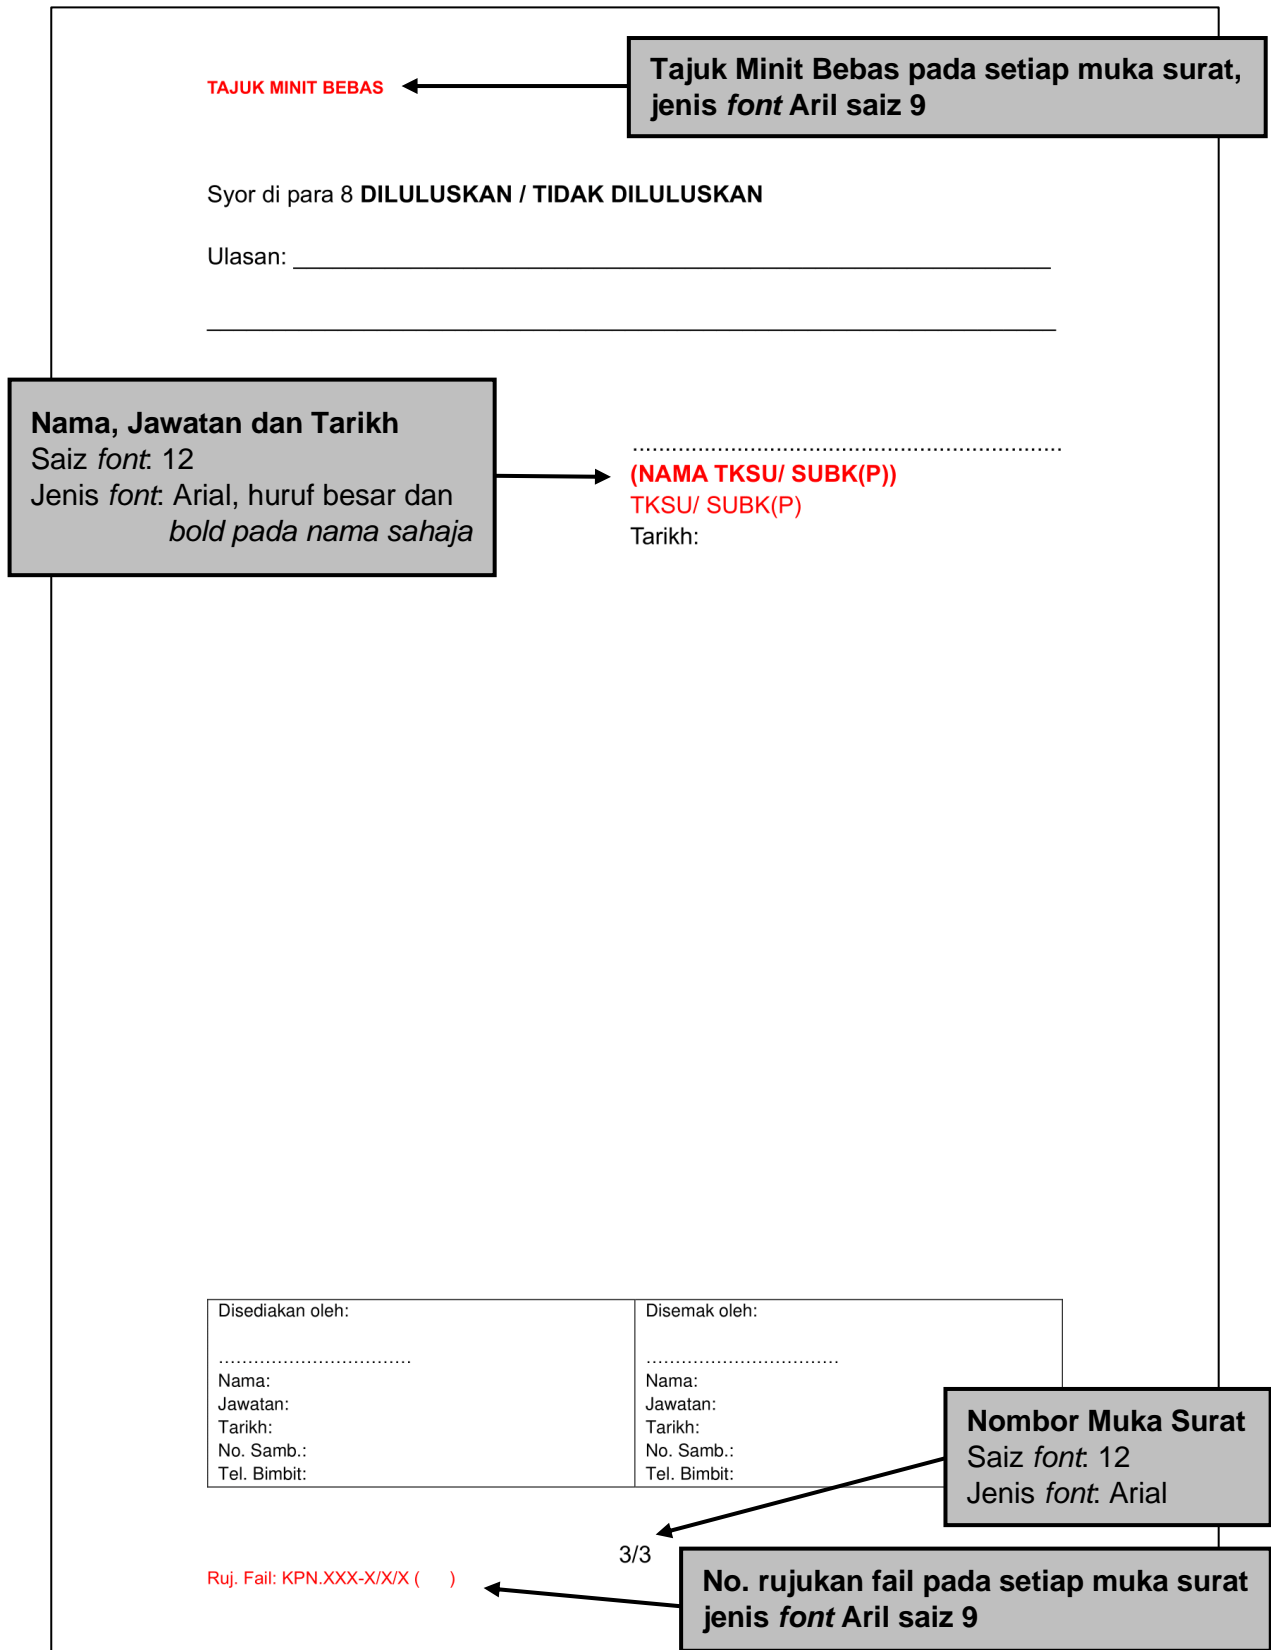 TAJUK MINIT BEBAS
Tajuk Minit Bebas pada setiap muka surat,
jenis font Aril saiz 9
Syor di para 8 DILULUSKAN / TIDAK DILULUSKAN
Ulasan:
Nama, Jawatan dan Tarikh
Saiz font: 12
Jenis font: Arial, huruf besar dan
bold pada nama sahaja
..................................................................
(NAMA TKSU/ SUBK(P))
TKSU/ SUBK(P)
Tarikh:
Disediakan oleh:
.................................
Nama:
Jawatan:
Tarikh:
No. Samb.:
Tel. Bimbit:
Disemak oleh:
.................................
Nama:
Jawatan:
Tarikh:
No. Samb.:
Tel. Bimbit:
Nombor Muka Surat
Saiz font: 12
Jenis font: Arial
3/3
Ruj. Fail: KPN.XXX-X/X/X (    )
No. rujukan fail pada setiap muka surat
jenis font Aril saiz 9